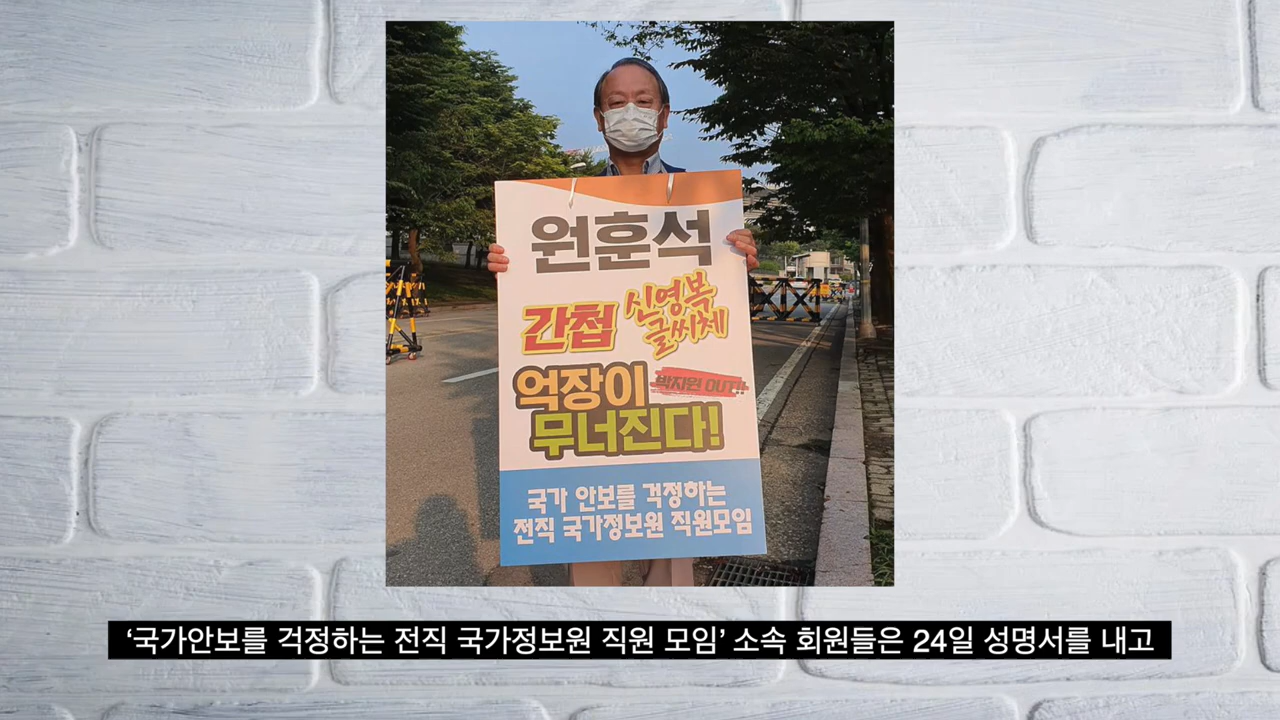 원훈석
간첩 신영복
글씨체
억장이 박지원 OUT!!
무너진다!
국가 안보를 걱정하는
전직 국가정보원 직원모임
‘국가안보를 걱정하는 전직 국가정보원 직원 모임’ 소속 회원들은 24일 성명서를 내고